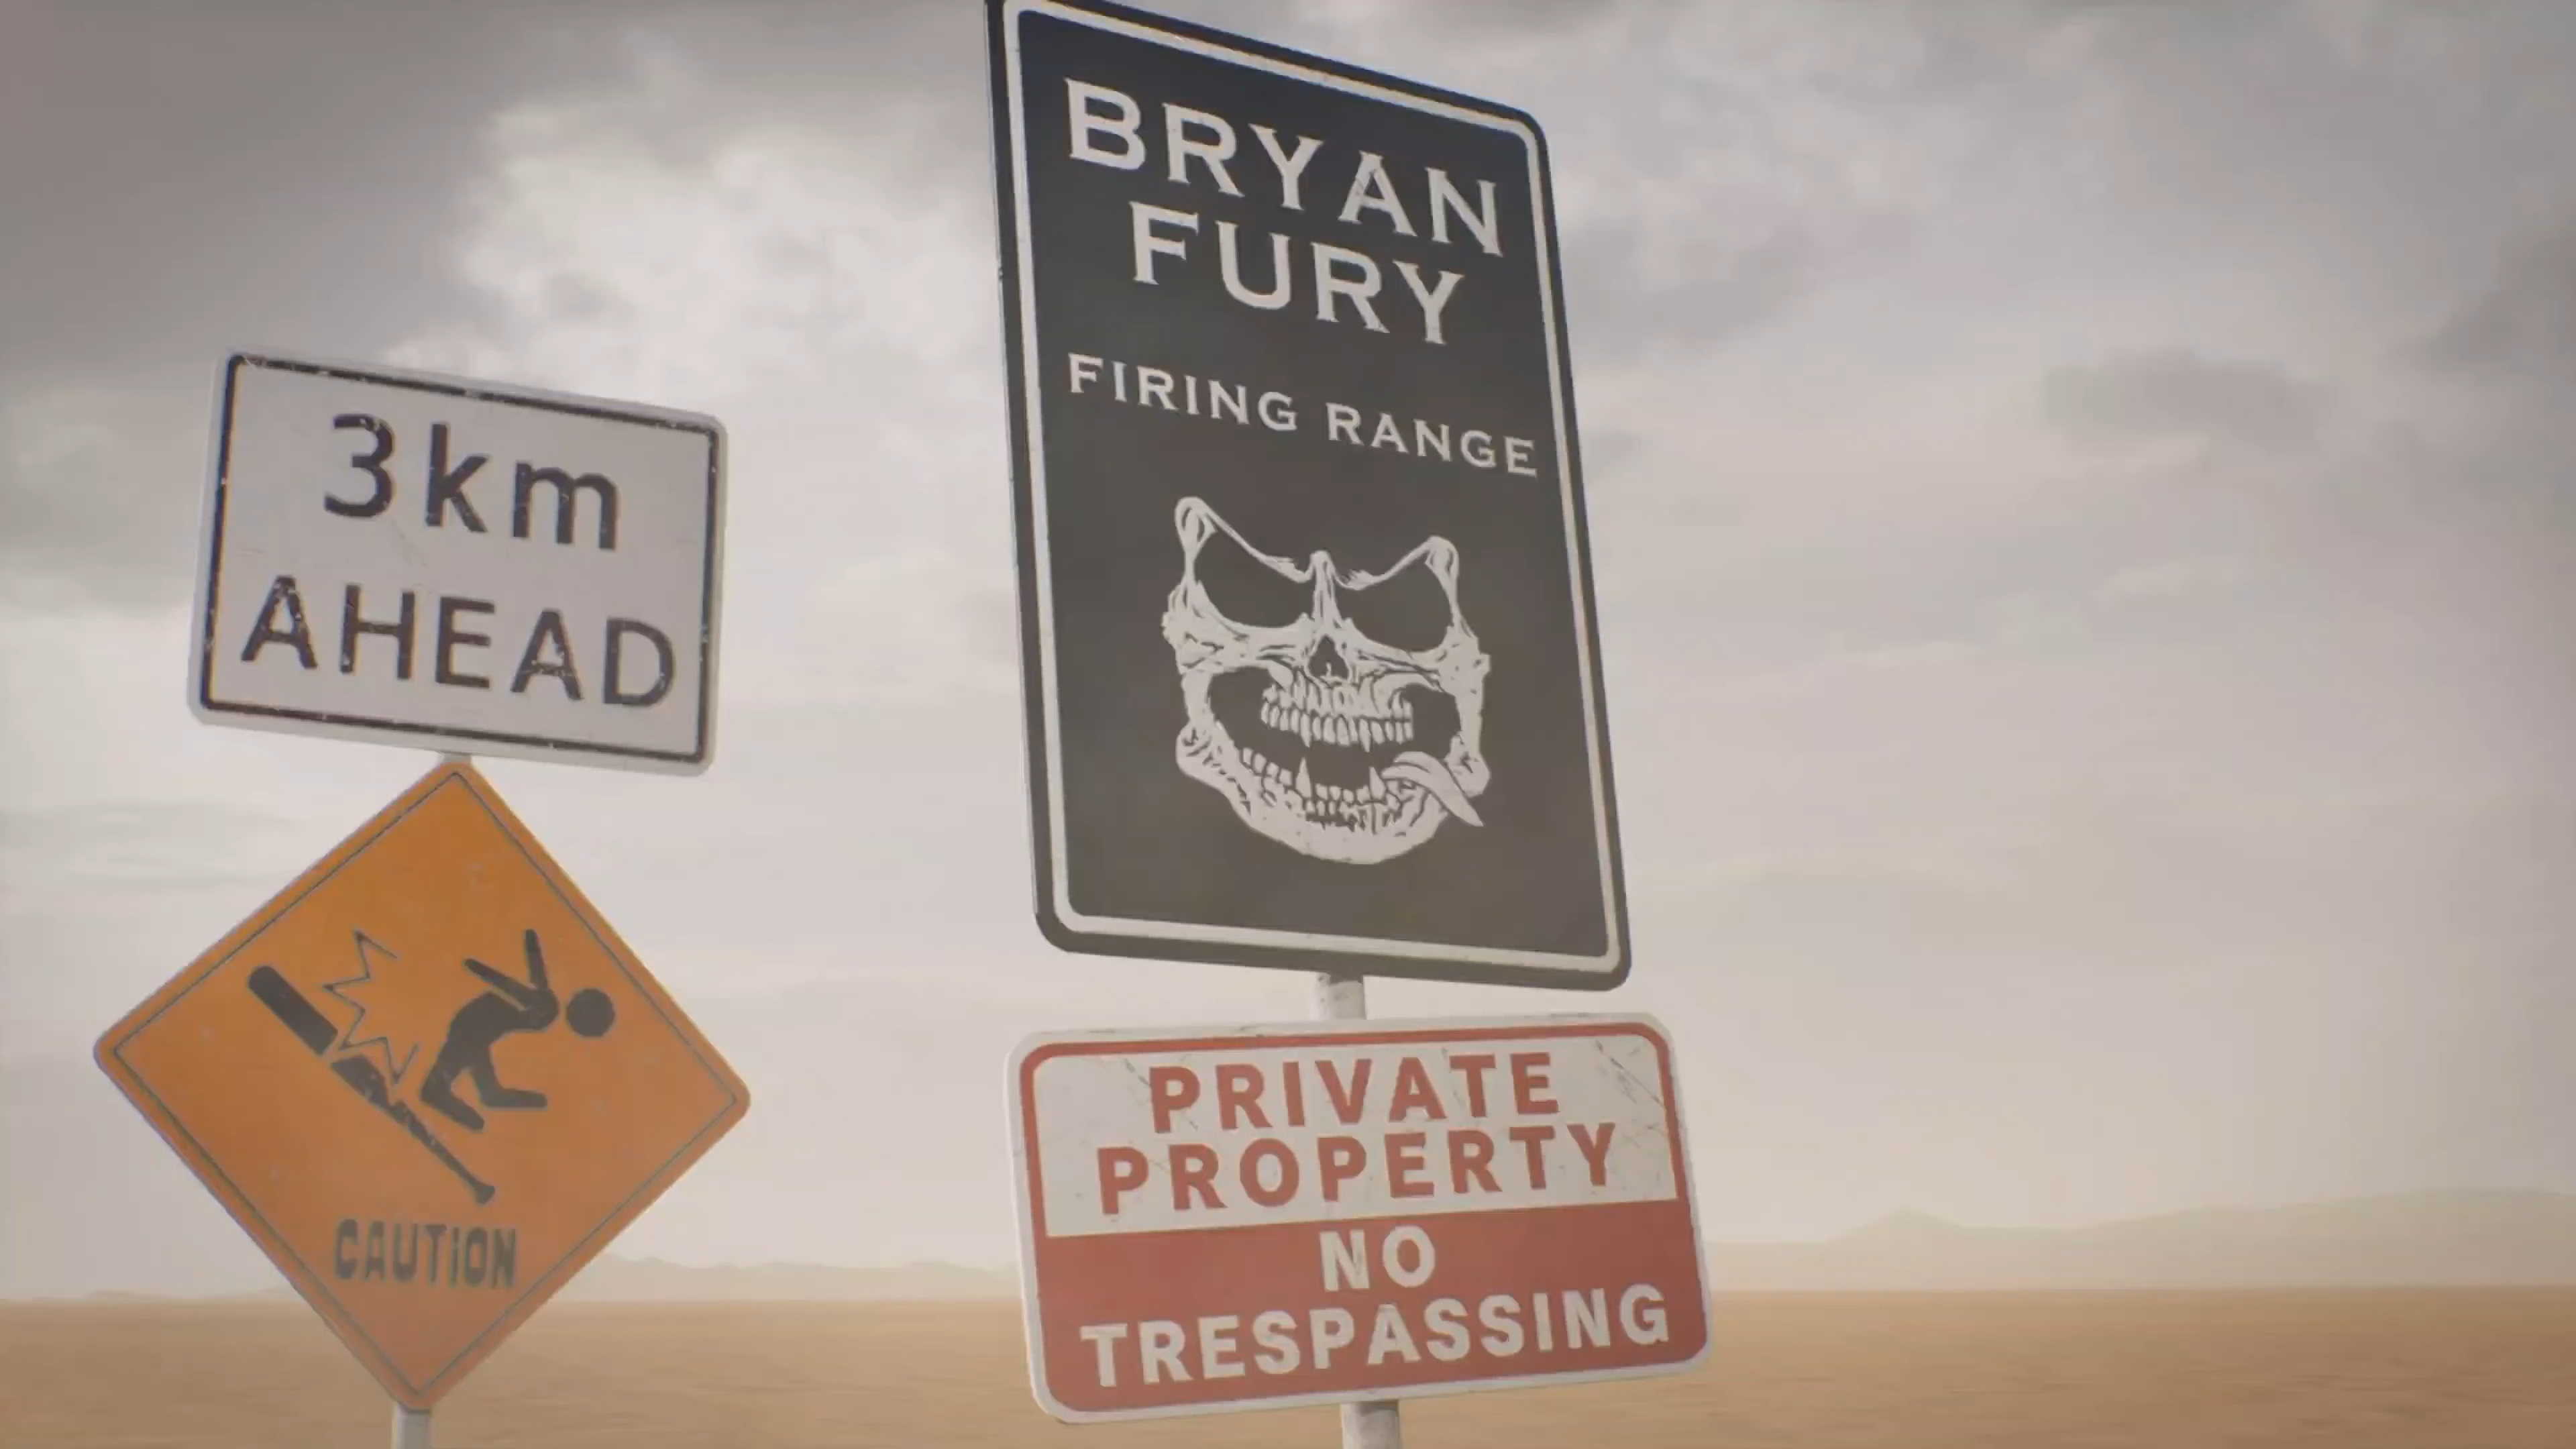 3km
AHEAD
CAUTION
BRYAN
FURY
FIRING RANGE
PRIVATE
PROPERTY
NO
TRESPASSING